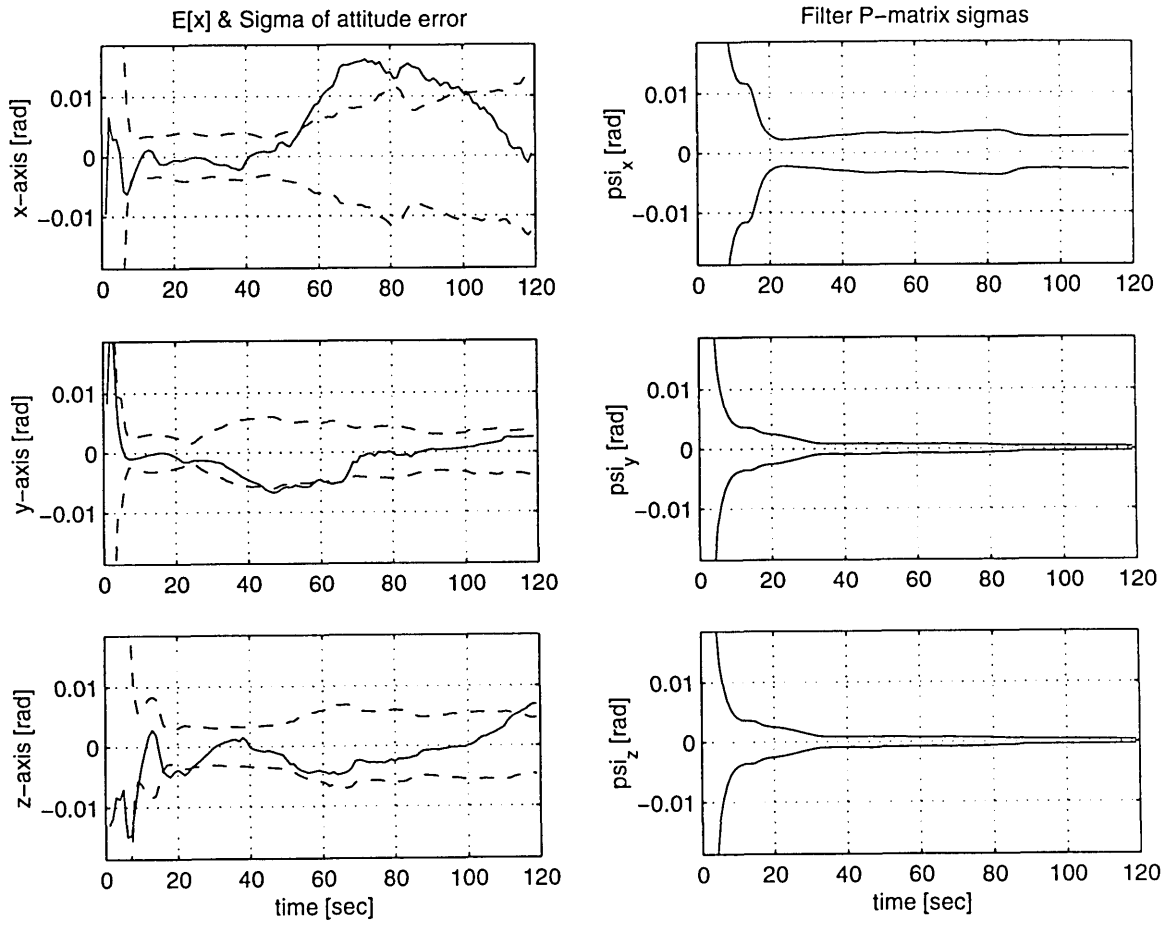 E[x] & Sigma of attitude error
Filter P-matrix sigmas
x-axis [rad]
0.01
0
-0.01
0 20 40 60 80 100 120
psi_x [rad]
0.01
0
-0.01
0 20 40 60 80 100 120
y-axis [rad]
0.01
0
-0.01
0 20 40 60 80 100 120
psi_y [rad]
0.01
0
-0.01
0 20 40 60 80 100 120
z-axis [rad]
0.01
0
-0.01
0 20 40 60 80 100 120
time [sec]
psi_z [rad]
0.01
0
-0.01
0 20 40 60 80 100 120
time [sec]